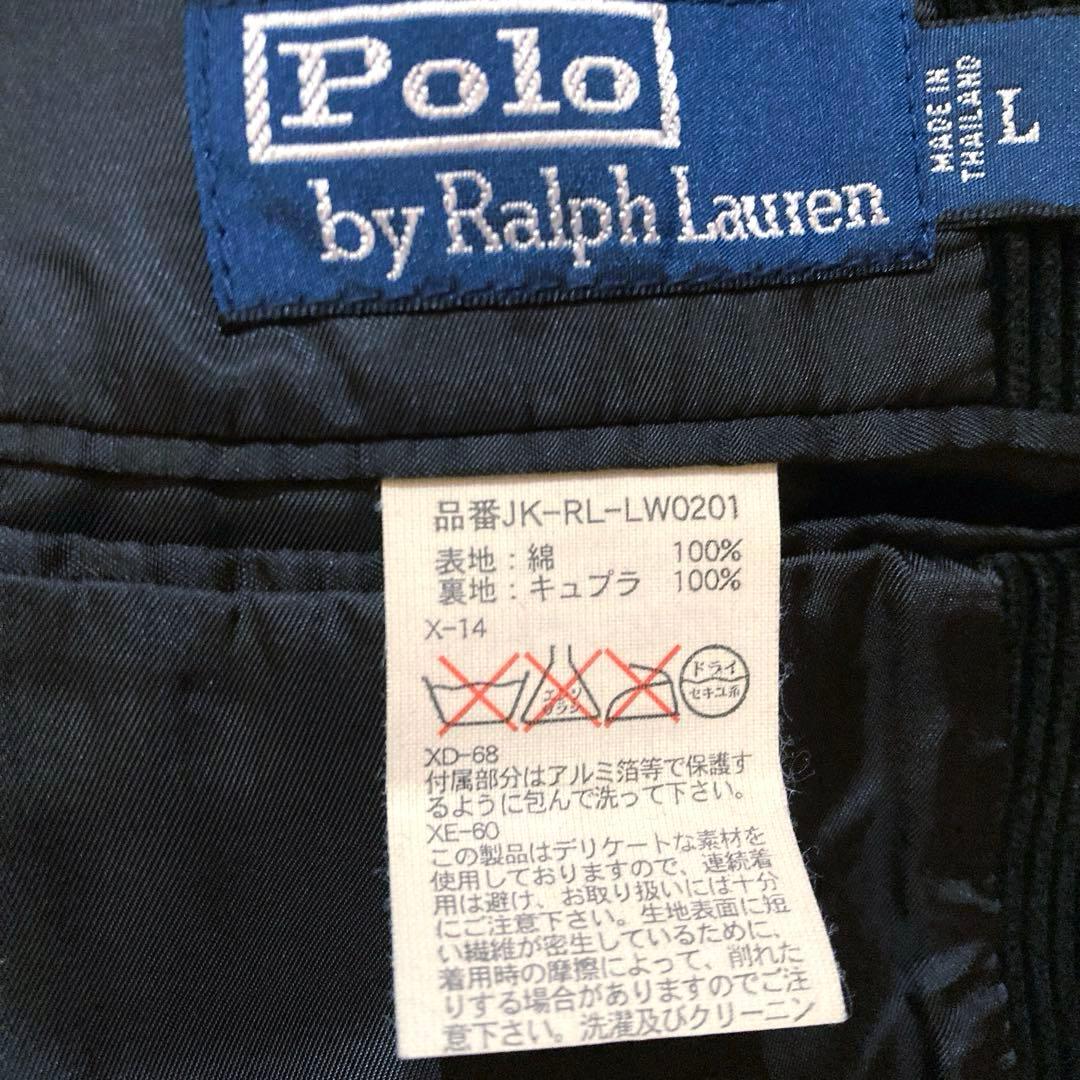 Polo
by Ralph Lauren
MADE IN
THAILAND
L
品番JK-RL-LW0201
表地：綿 100%
裏地：キュプラ 100%
X-14
エンソ
サラシ
ドライ
セキユ系
XD-68
付属部分はアルミ箔等で保護す
るように包んで洗って下さい。
XE-60
この製品はデリケートな素材を
使用しておりますので、連続着
用は避け、お取り扱いには十分
にご注意下さい。生地表面に短
い繊維が密生しているために、
着用時の摩擦によって、削れた
りする場合がありますのでご注
意下さい。洗濯及びクリーニン